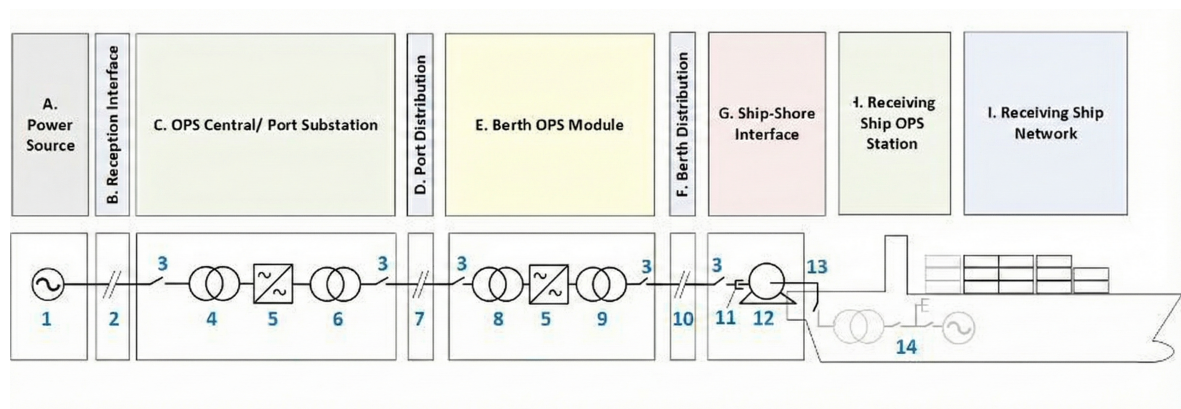 A.
Power
Source
B. Reception Interface
C. OPS Central/ Port Substation
D. Port Distribution
E. Berth OPS Module
F. Berth Distribution
G. Ship-Shore
Interface
H. Receiving
Ship OPS
Station
I. Receiving Ship
Network
1
2
3
4
5
6
3
7
3
8
5
9
3
10
3
11
12
13
14
E